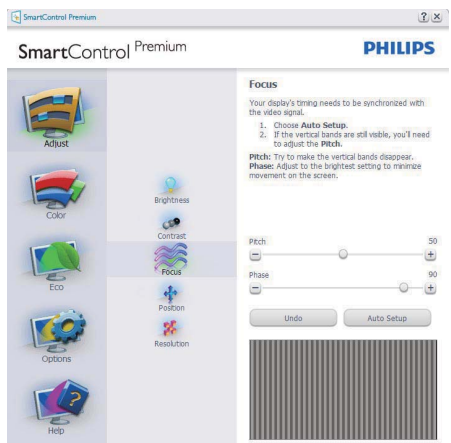 SmartControl Premium
SmartControl Premium
PHILIPS
Adjust
Color
Eco
Options
Help
Brightness
Contrast
Focus
Position
Resolution
Focus
Your display's timing needs to be synchronized with
the video signal.
1. Choose Auto Setup.
2. If the vertical bands are still visible, you'll need
to adjust the Pitch.
Pitch: Try to make the vertical bands disappear.
Phase: Adjust to the brightest setting to minimize
movement on the screen.
Pitch 50
Phase 90
Undo Auto Setup